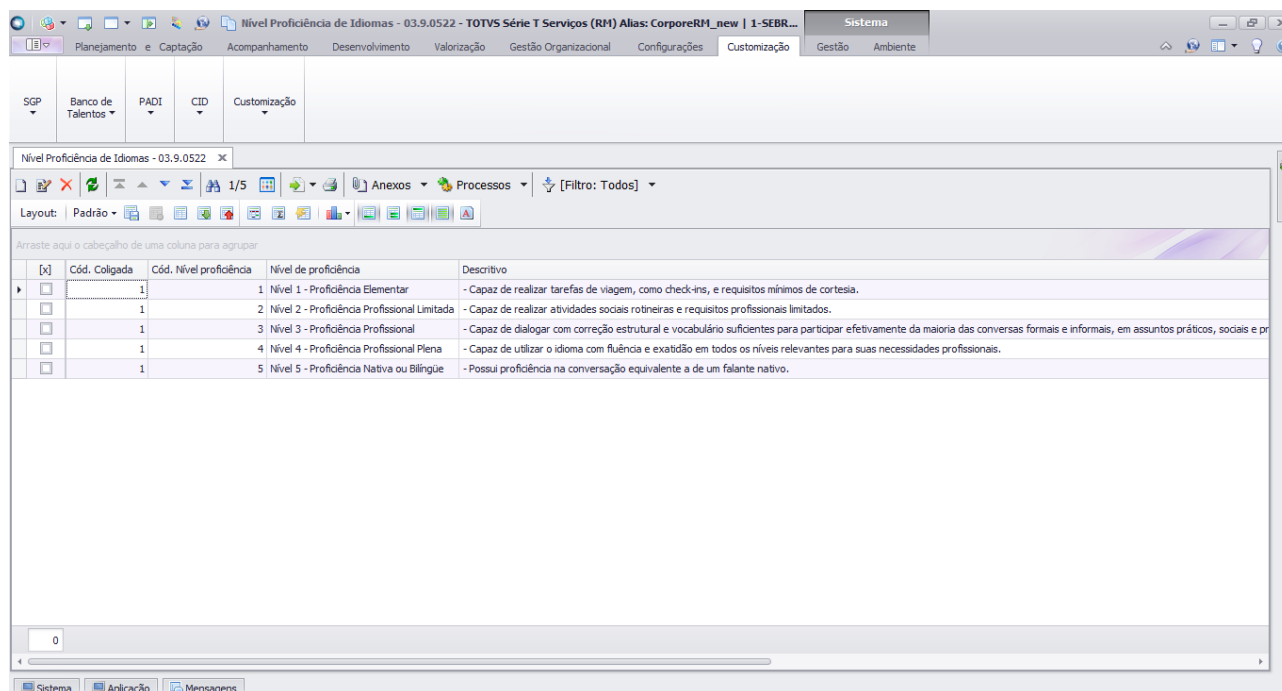 Nível Proficiência de Idiomas - 03.9.0522 - TOTVS Série T Serviços (RM) Alias: CorporeRM_new | 1-SEBR...
Sistema
Planejamento e Captação Acompanhamento Desenvolvimento Valorização Gestão Organizacional Configurações Customização Gestão Ambiente
SGP
Banco de Talentos
PADI
CID
Customização
Nível Proficiência de Idiomas - 03.9.0522
1/5 Anexos Processos [Filtro: Todos]
Layout: Padrão
Arraste aqui o cabeçalho de uma coluna para agrupar
[x] Cód. Coligada Cód. Nível proficiência Nível de proficiência Descritivo
1 1 Nível 1 - Proficiência Elementar - Capaz de realizar tarefas de viagem, como check-ins, e requisitos mínimos de cortesia.
1 2 Nível 2 - Proficiência Profissional Limitada - Capaz de realizar atividades sociais rotineiras e requisitos profissionais limitados.
1 3 Nível 3 - Proficiência Profissional - Capaz de dialogar com correção estrutural e vocabulário suficientes para participar efetivamente da maioria das conversas formais e informais, em assuntos práticos, sociais e pr
1 4 Nível 4 - Proficiência Profissional Plena - Capaz de utilizar o idioma com fluência e exatidão em todos os níveis relevantes para suas necessidades profissionais.
1 5 Nível 5 - Proficiência Nativa ou Bilíngüe - Possui proficiência na conversação equivalente a de um falante nativo.
0
Sistema Aplicação Mensagens